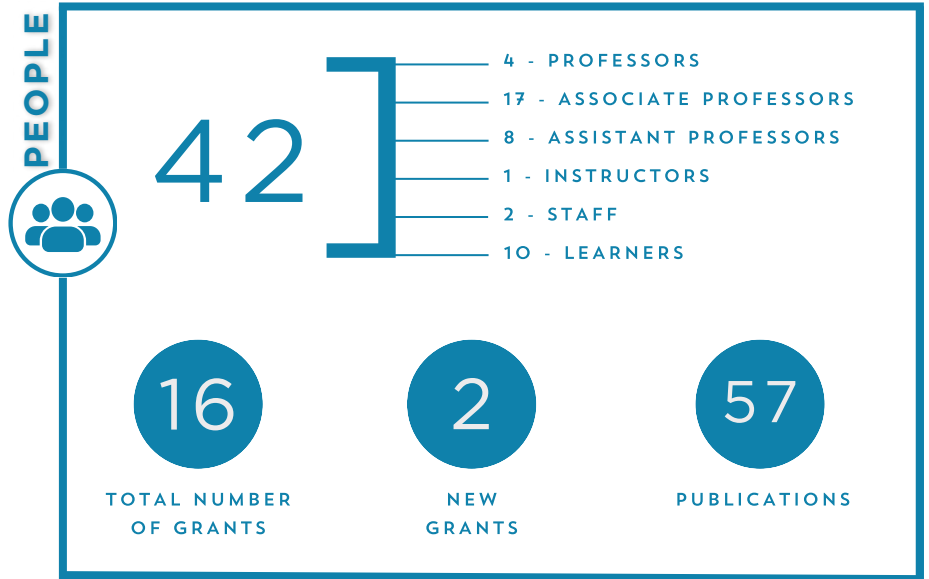 PEOPLE
42
4 - PROFESSORS
17 - ASSOCIATE PROFESSORS
8 - ASSISTANT PROFESSORS
1 - INSTRUCTORS
2 - STAFF
10 - LEARNERS
16
TOTAL NUMBER
OF GRANTS
2
NEW
GRANTS
57
PUBLICATIONS